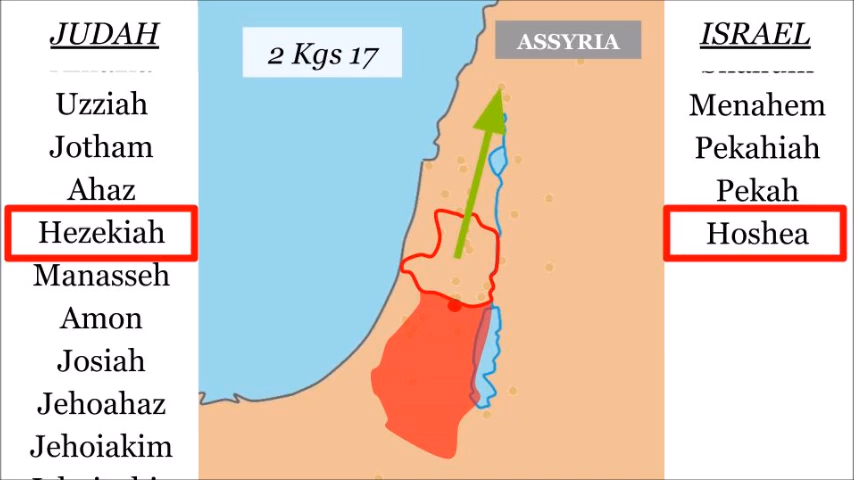 JUDAH
Uzziah
Jotham
Ahaz
Hezekiah
Manasseh
Amon
Josiah
Jehoahaz
Jehoiakim
2 Kgs 17
ASSYRIA
ISRAEL
Menahem
Pekahiah
Pekah
Hoshea